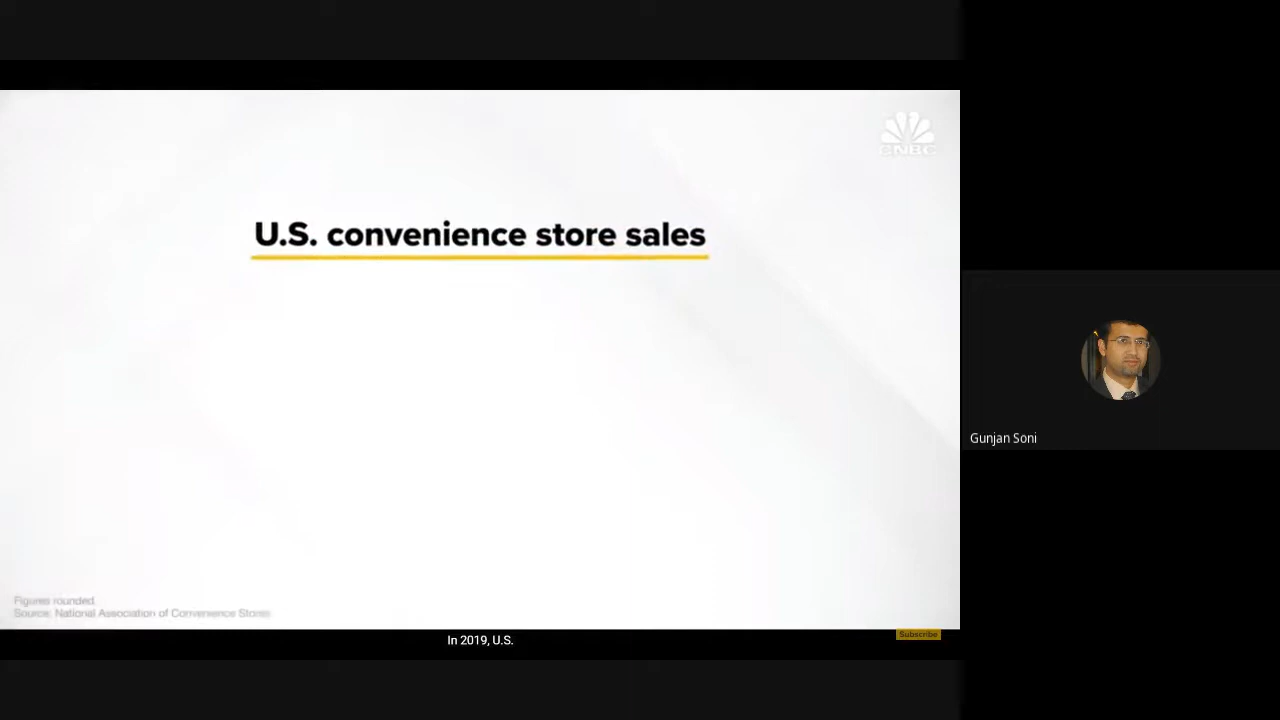 CNBC
U.S. convenience store sales
Gunjan Soni
Figures rounded.
Source: National Association of Convenience Stores
Subscribe
In 2019, U.S.